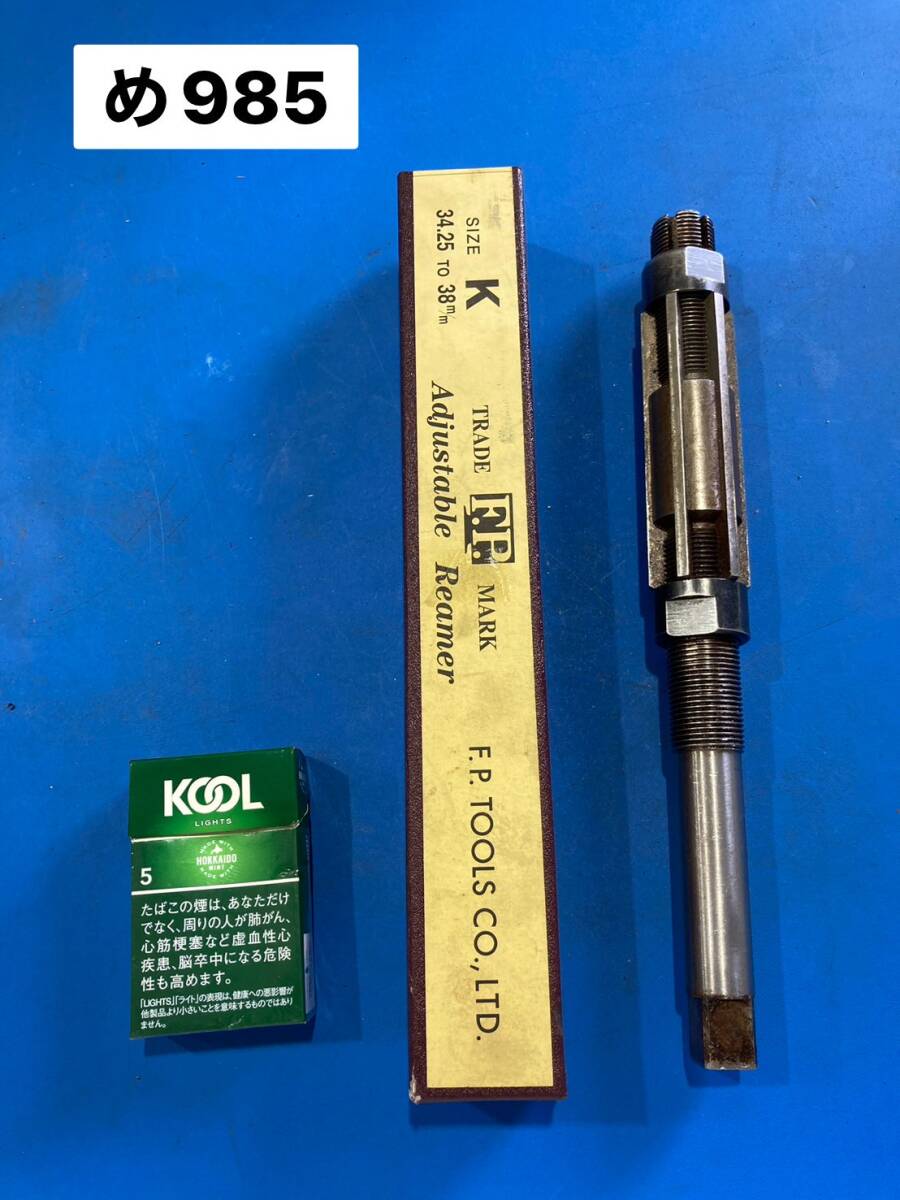 め985
SIZE K
34.25 TO 38m/m
TRADE F.P. MARK
Adjustable Reamer
F.P. TOOLS CO., LTD.
KOOL
LIGHTS
MADE WITH
HOKKAIDO
MINT
MADE WITH
5
たばこの煙は、あなただけ
でなく、周りの人が肺がん、
心筋梗塞など虚血性心
疾患、脳卒中になる危険
性も高めます。
「LIGHTS」「ライト」の表現は、健康への悪影響が
他製品より小さいことを意味するものではあり
ません。